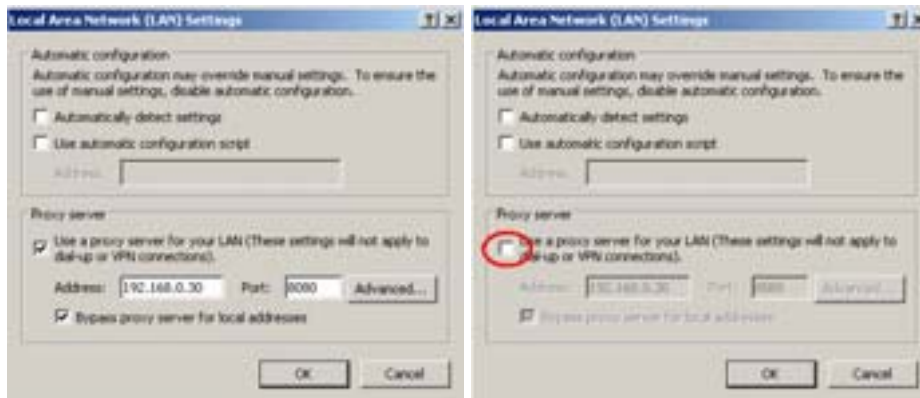 Local Area Network (LAN) Settings
Automatic configuration
Automatic configuration may override manual settings. To ensure the
use of manual settings, disable automatic configuration.
Automatically detect settings
Use automatic configuration script
Address
Proxy server
Use a proxy server for your LAN (These settings will not apply to
dial-up or VPN connections).
Address: 192.168.0.30 Port: 8080 Advanced...
Bypass proxy server for local addresses
OK Cancel
Local Area Network (LAN) Settings
Automatic configuration
Automatic configuration may override manual settings. To ensure the
use of manual settings, disable automatic configuration.
Automatically detect settings
Use automatic configuration script
Address
Proxy server
Use a proxy server for your LAN (These settings will not apply to
dial-up or VPN connections).
Address: 192.168.0.30 Port: 8080 Advanced...
Bypass proxy server for local addresses
OK Cancel